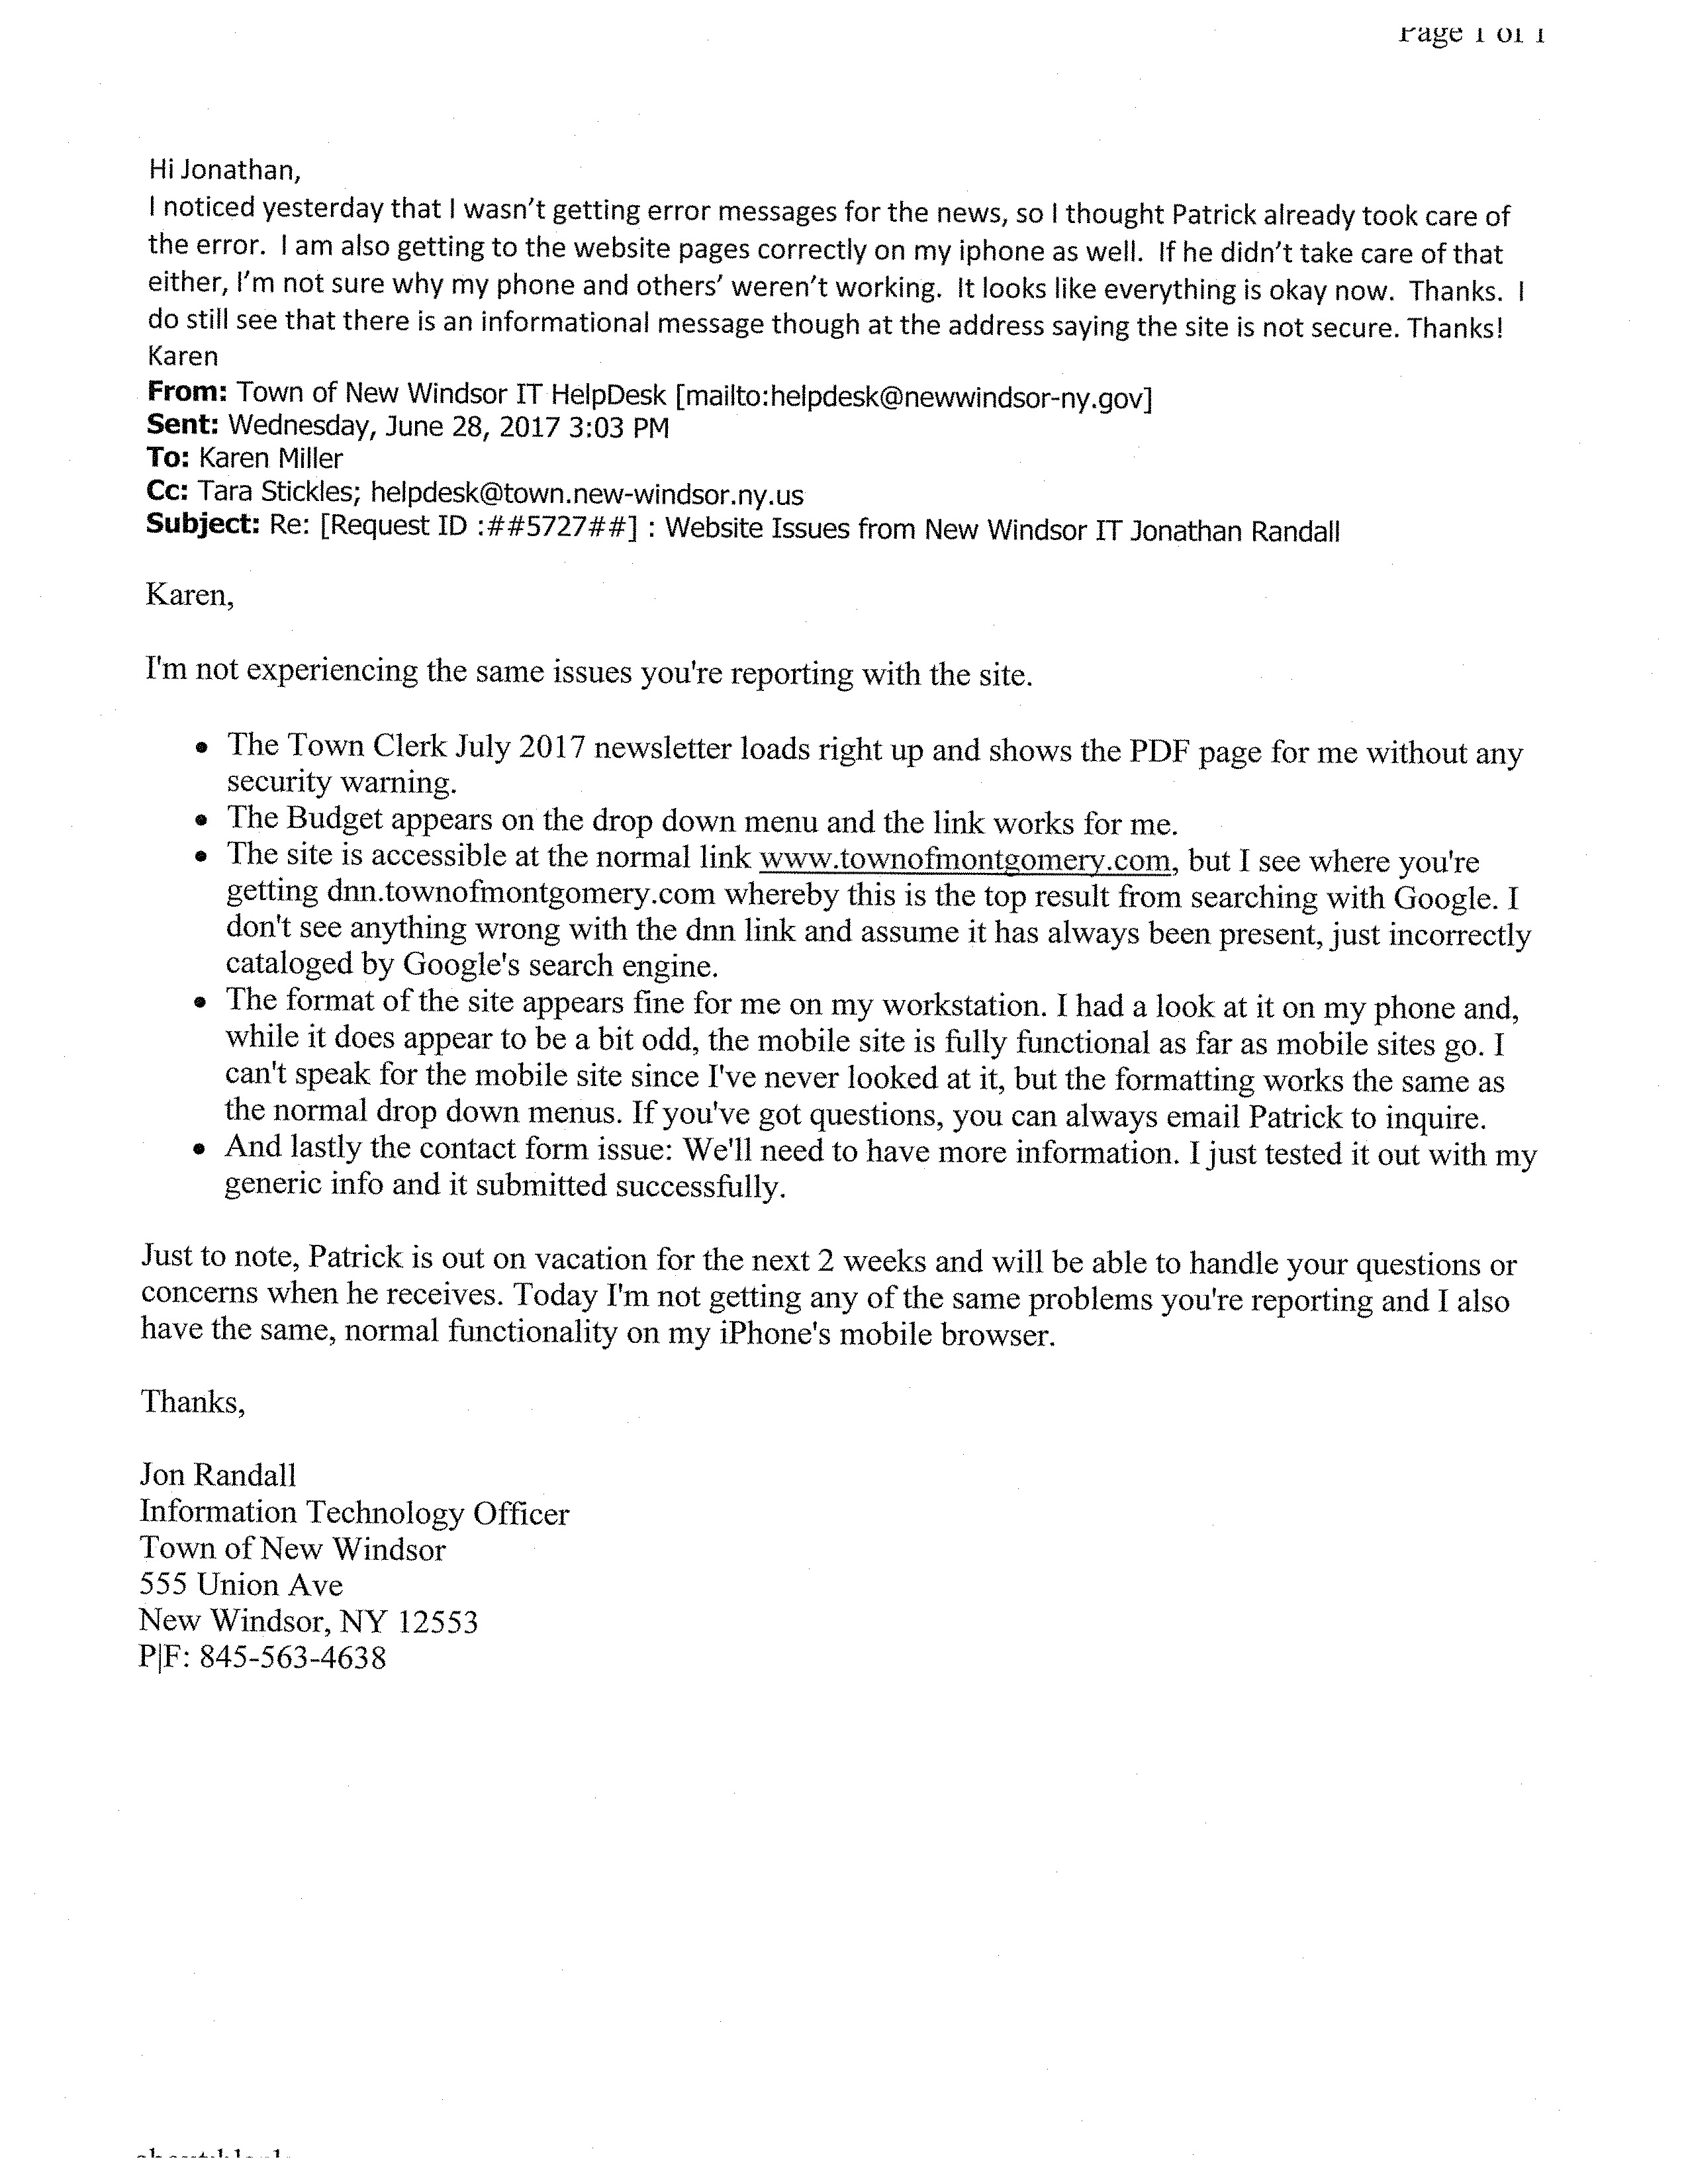 Page 1 of 1
Hi Jonathan,
I noticed yesterday that I wasn't getting error messages for the news, so I thought Patrick already took care of
the error.  I am also getting to the website pages correctly on my iphone as well.  If he didn't take care of that
either, I'm not sure why my phone and others' weren't working.  It looks like everything is okay now.  Thanks.  I
do still see that there is an informational message though at the address saying the site is not secure. Thanks!
Karen
From: Town of New Windsor IT HelpDesk [mailto:helpdesk@newwindsor-ny.gov]
Sent: Wednesday, June 28, 2017 3:03 PM
To: Karen Miller
Cc: Tara Stickles; helpdesk@town.new-windsor.ny.us
Subject: Re: [Request ID :##5727##] : Website Issues from New Windsor IT Jonathan Randall
Karen,
I'm not experiencing the same issues you're reporting with the site.
• The Town Clerk July 2017 newsletter loads right up and shows the PDF page for me without any
security warning.
• The Budget appears on the drop down menu and the link works for me.
• The site is accessible at the normal link www.townofmontgomery.com, but I see where you're
getting dnn.townofmontgomery.com whereby this is the top result from searching with Google. I
don't see anything wrong with the dnn link and assume it has always been present, just incorrectly
cataloged by Google's search engine.
• The format of the site appears fine for me on my workstation. I had a look at it on my phone and,
while it does appear to be a bit odd, the mobile site is fully functional as far as mobile sites go. I
can't speak for the mobile site since I've never looked at it, but the formatting works the same as
the normal drop down menus. If you've got questions, you can always email Patrick to inquire.
• And lastly the contact form issue: We'll need to have more information. I just tested it out with my
generic info and it submitted successfully.
Just to note, Patrick is out on vacation for the next 2 weeks and will be able to handle your questions or
concerns when he receives. Today I'm not getting any of the same problems you're reporting and I also
have the same, normal functionality on my iPhone's mobile browser.
Thanks,
Jon Randall
Information Technology Officer
Town of New Windsor
555 Union Ave
New Windsor, NY 12553
P|F: 845-563-4638